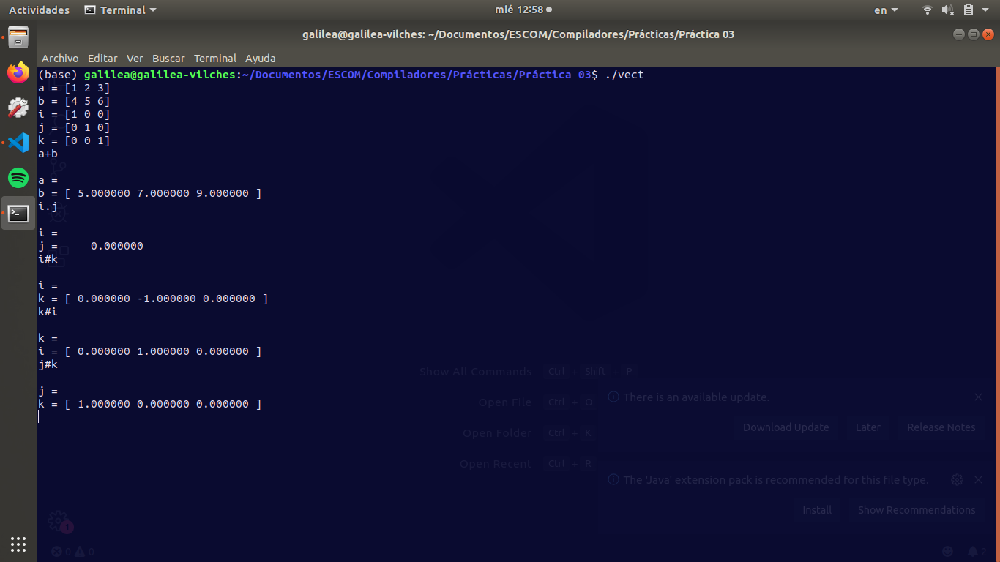 Actividades Terminal mié 12:58 en
galilea@galilea-vilches: ~/Documentos/ESCOM/Compiladores/Prácticas/Práctica 03
Archivo Editar Ver Buscar Terminal Ayuda
(base) galilea@galilea-vilches:~/Documentos/ESCOM/Compiladores/Prácticas/Práctica 03$ ./vect
a = [1 2 3]
b = [4 5 6]
i = [1 0 0]
j = [0 1 0]
k = [0 0 1]
a+b
a =
b = [ 5.000000 7.000000 9.000000 ]
i.j
i =
j =     0.000000
i#k
i =
k = [ 0.000000 -1.000000 0.000000 ]
k#i
k =
i = [ 0.000000 1.000000 0.000000 ]
j#k
j =
k = [ 1.000000 0.000000 0.000000 ]
Show All Commands Ctrl + Shift + P
Open File Ctrl + O
Open Folder Ctrl + K
Open Recent Ctrl + R
There is an available update.
Download Update Later Release Notes
The 'Java' extension pack is recommended for this file type.
Install Show Recommendations
1
0 0 2